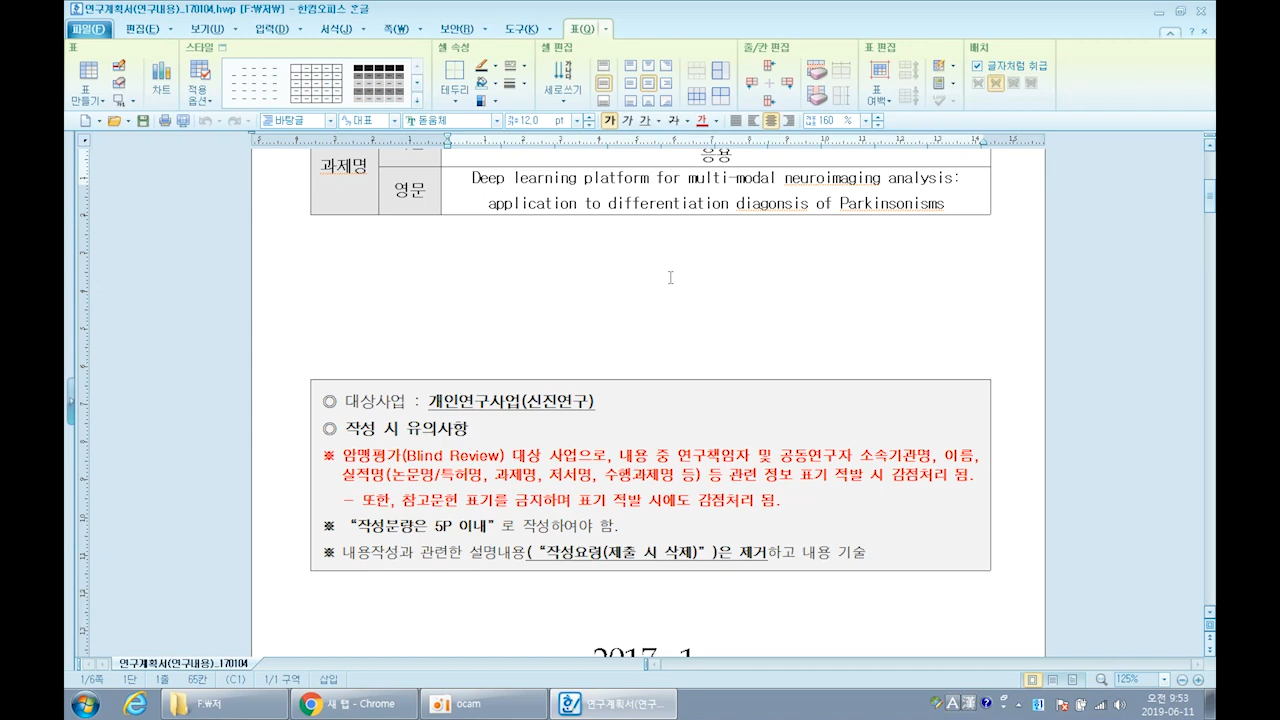 연구계획서(연구내용)_170104.hwp [F:₩저₩] - 한컴오피스 혼글
파일(F) 편집(E) 보기(U) 입력(D) 서식(J) 쪽(W) 보안(B) 도구(K) 표(Q)
표 스타일 셀 속성 셀 편집 줄/칸 편집 표 편집 배치
표 만들기 차트 적용 옵션 테두리 세로쓰기 표 여백 글자처럼 취급
바탕글 대표 돋움체 12.0 pt 가 가 가 가 가 160 %
과제명
응용
영문
Deep learning platform for multi-modal neuroimaging analysis:
application to differentiation diagonsis of Parkinsonisms
◎ 대상사업 : 개인연구사업(신진연구)
◎ 작성 시 유의사항
※ 암맹평가(Blind Review) 대상 사업으로, 내용 중 연구책임자 및 공동연구자 소속기관명, 이름,
실적명(논문명/특허명, 과제명, 저서명, 수행과제명 등) 등 관련 정보 표기 적발 시 감점처리 됨.
- 또한, 참고문헌 표기를 금지하며 표기 적발 시에도 감점처리 됨.
※ “작성분량은 5P 이내” 로 작성하여야 함.
※ 내용작성과 관련한 설명내용( “작성요령(제출 시 삭제)” )은 제거하고 내용 기술
2017. 1.
연구계획서(연구내용)_170104
1/6쪽 1단 1줄 65칸 (C1) 1/1 구역 삽입 125%
F:₩저 새 탭 - Chrome ocam 연구계획서(연구... A 漢 오전 9:53
2019-06-11